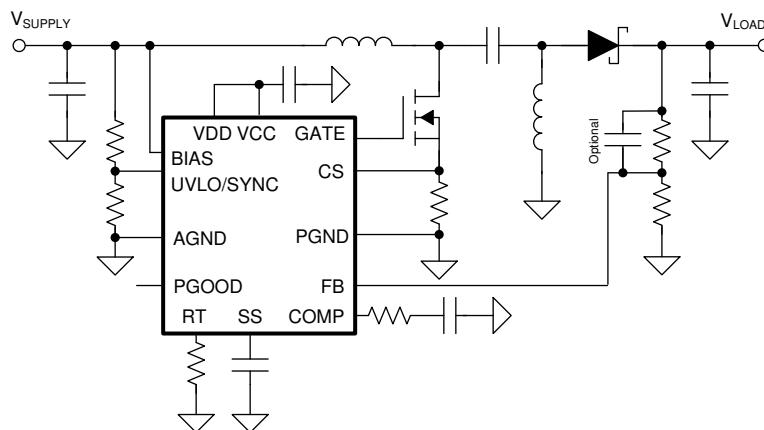 VSUPPLY
VLOAD
VDD VCC
GATE
BIAS
UVLO/SYNC
CS
Optional
AGND
PGND
PGOOD
FB
RT
SS
COMP